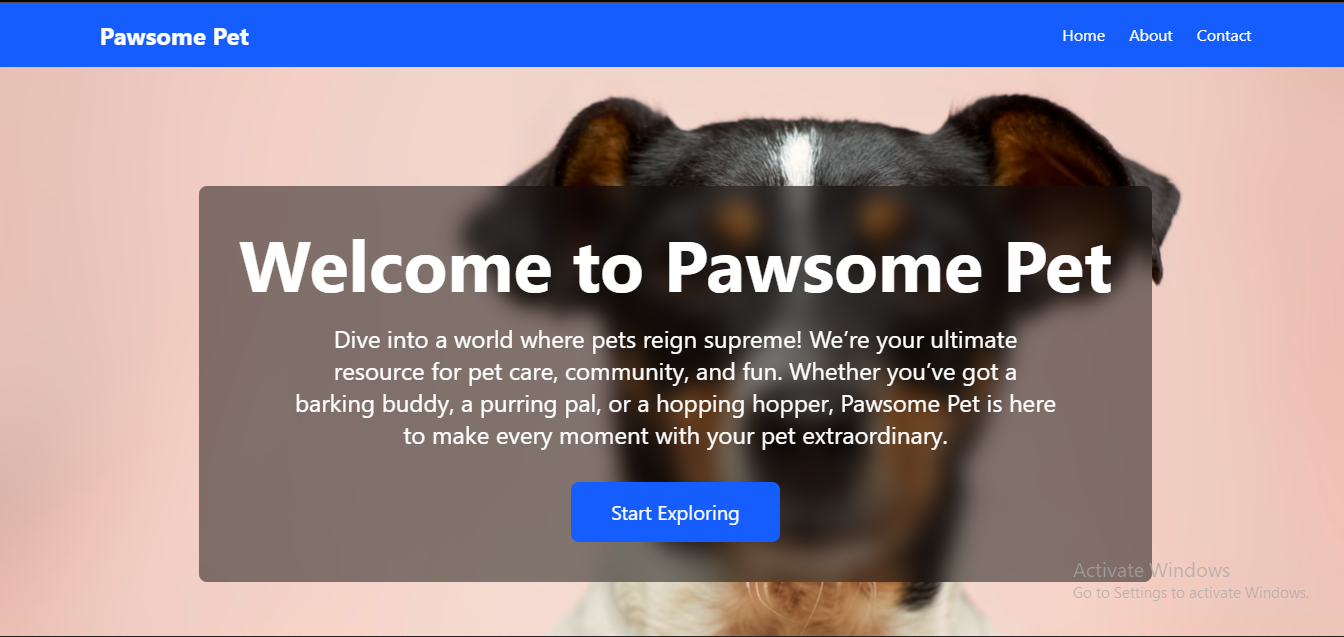 Pawsome Pet
Home About Contact
Welcome to Pawsome Pet
Dive into a world where pets reign supreme! We’re your ultimate
resource for pet care, community, and fun. Whether you’ve got a
barking buddy, a purring pal, or a hopping hopper, Pawsome Pet is here
to make every moment with your pet extraordinary.
Start Exploring
Activate Windows
Go to Settings to activate Windows.